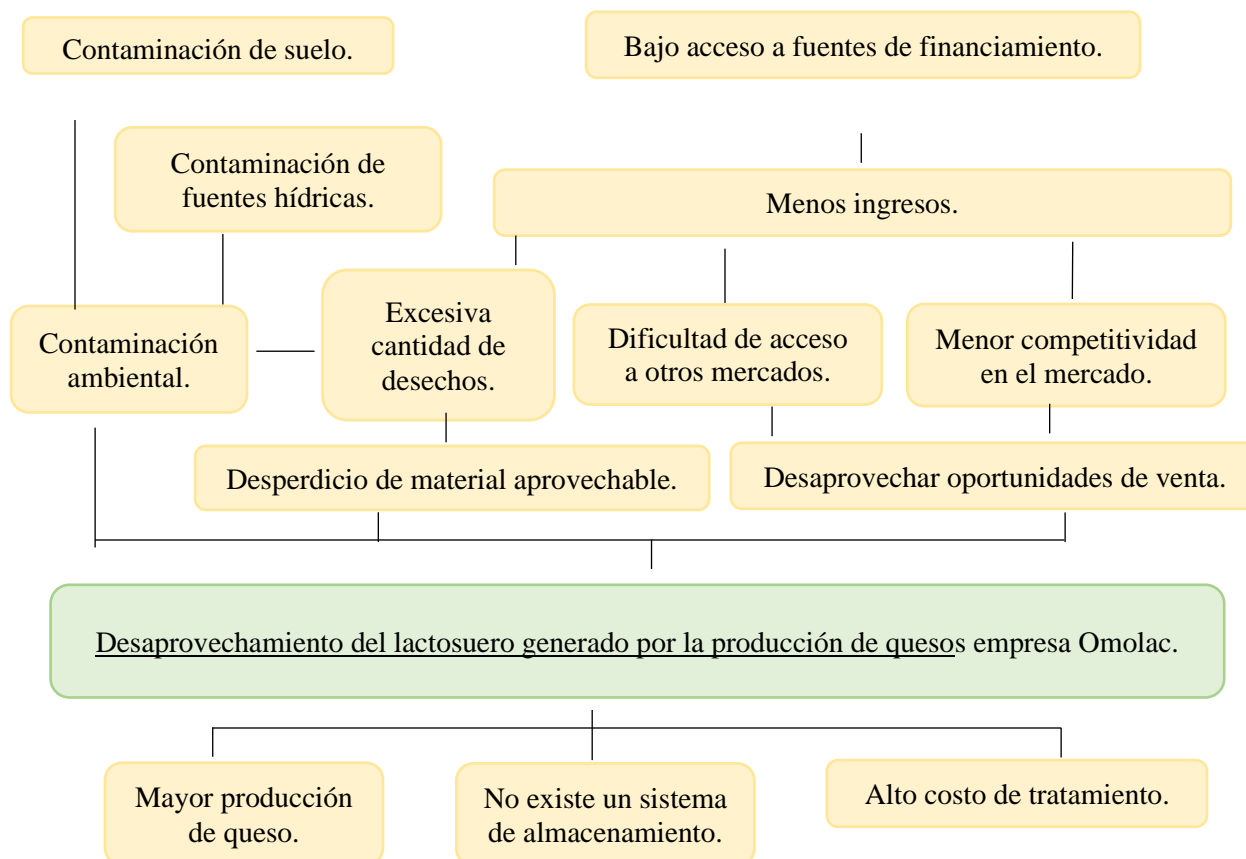 Contaminación de suelo.
Bajo acceso a fuentes de financiamiento.
Contaminación de
fuentes hídricas.
Menos ingresos.
Contaminación
ambiental.
Excesiva
cantidad de
desechos.
Dificultad de acceso
a otros mercados.
Menor competitividad
en el mercado.
Desperdicio de material aprovechable.
Desaprovechar oportunidades de venta.
Desaprovechamiento del lactosuero generado por la producción de quesos empresa Omolac.
Mayor producción
de queso.
No existe un sistema
de almacenamiento.
Alto costo de tratamiento.